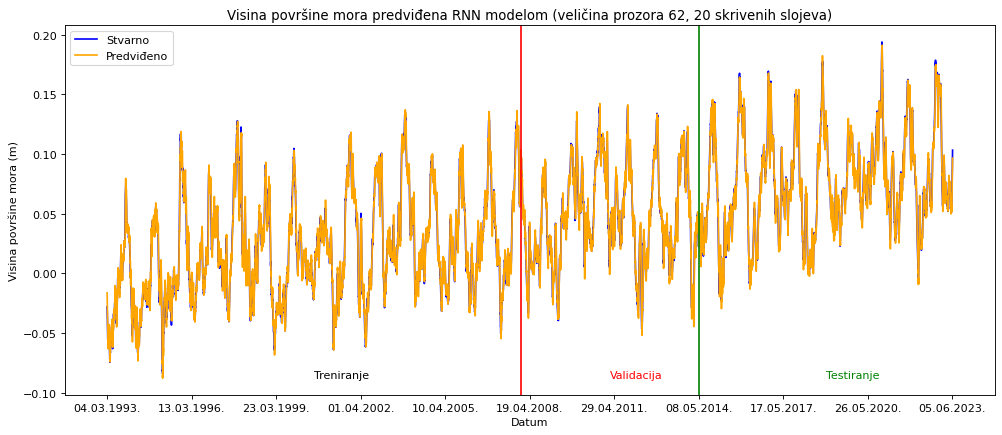 Visina površine mora predviđena RNN modelom (veličina prozora 62, 20 skrivenih slojeva)
Stvarno
Predviđeno
Visina površine mora (m)
0.20
0.15
0.10
0.05
0.00
−0.05
−0.10
Treniranje
Validacija
Testiranje
04.03.1993.
13.03.1996.
23.03.1999.
01.04.2002.
10.04.2005.
19.04.2008.
29.04.2011.
08.05.2014.
17.05.2017.
26.05.2020.
05.06.2023.
Datum